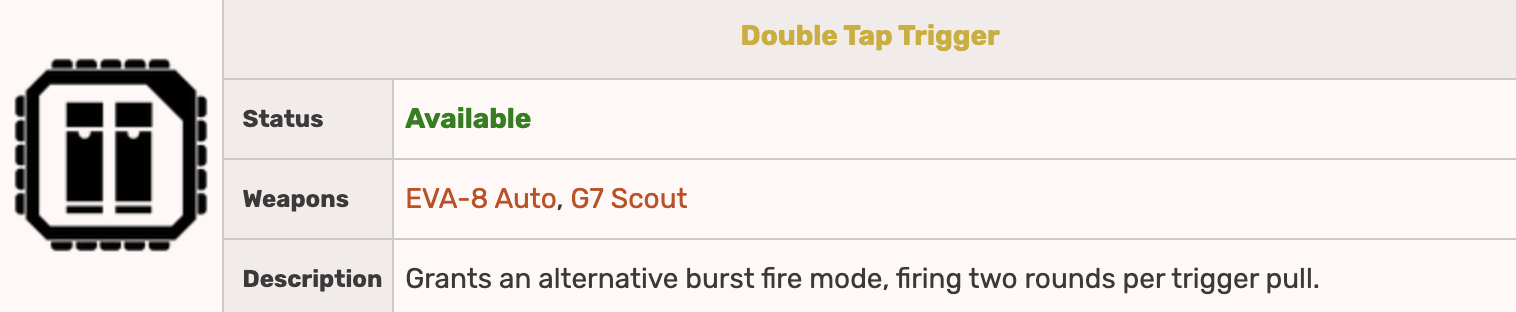 Double Tap Trigger
Status Available
Weapons EVA-8 Auto, G7 Scout
Description Grants an alternative burst fire mode, firing two rounds per trigger pull.